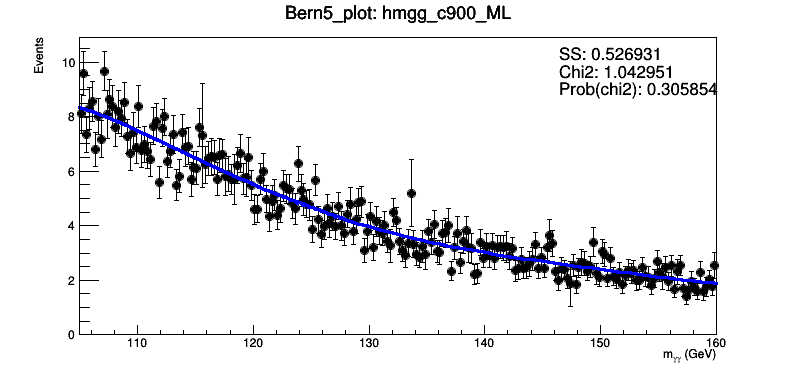 Bern5_plot: hmgg_c900_ML
Events
SS: 0.526931
Chi2: 1.042951
Prob(chi2): 0.305854
10
8
6
4
2
0
110 120 130 140 150 160
mγγ (GeV)